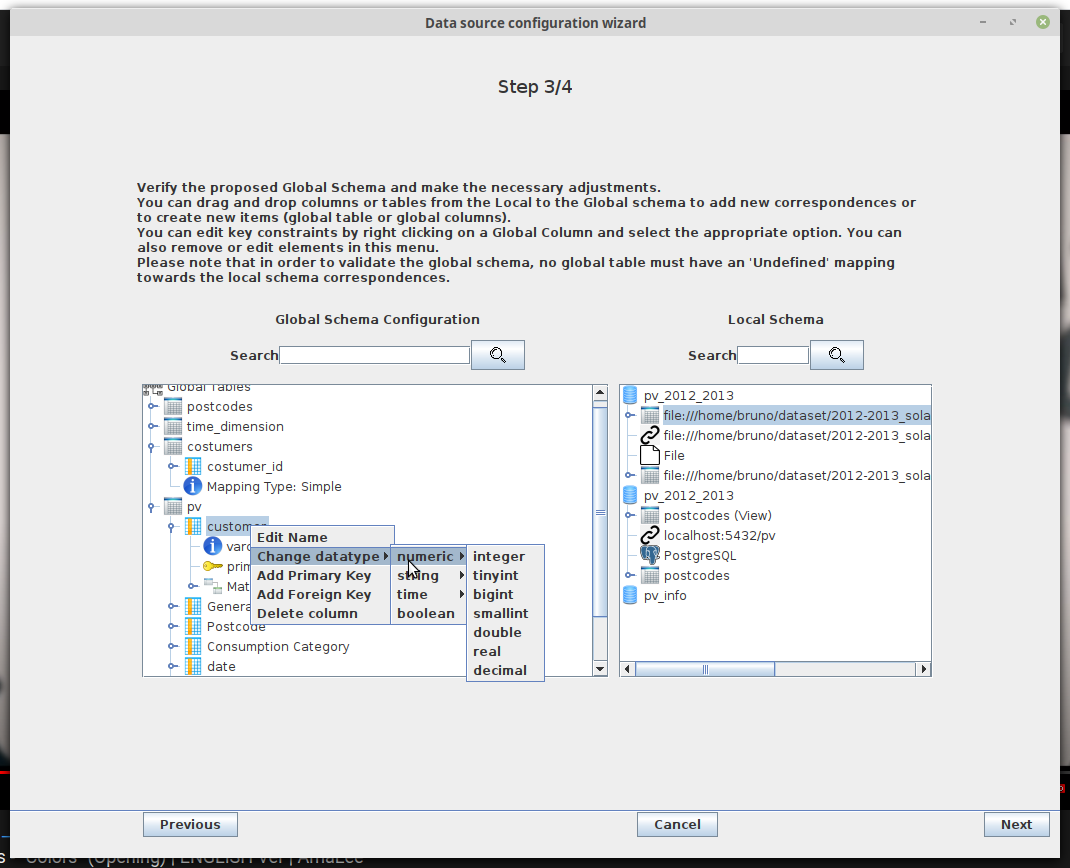 Data source configuration wizard
Step 3/4
Verify the proposed Global Schema and make the necessary adjustments.
You can drag and drop columns or tables from the Local to the Global schema to add new correspondences or
to create new items (global table or global columns).
You can edit key constraints by right clicking on a Global Column and select the appropriate option. You can
also remove or edit elements in this menu.
Please note that in order to validate the global schema, no global table must have an 'Undefined' mapping
towards the local schema correspondences.
Global Schema Configuration
Search
Global Tables
postcodes
time_dimension
costumers
costumer_id
Mapping Type: Simple
pv
customer
varc
prim
Mat
Genera
Postcode
Consumption Category
date
Edit Name
Change datatype
Add Primary Key
Add Foreign Key
Delete column
numeric
string
time
boolean
integer
tinyint
bigint
smallint
double
real
decimal
Local Schema
Search
pv_2012_2013
file:///home/bruno/dataset/2012-2013_sola
file:///home/bruno/dataset/2012-2013_sola
File
file:///home/bruno/dataset/2012-2013_sola
pv_2012_2013
postcodes (View)
localhost:5432/pv
PostgreSQL
postcodes
pv_info
Previous
Cancel
Next
"Colors" (Opening) | ENGLISH Ver | AmaLee